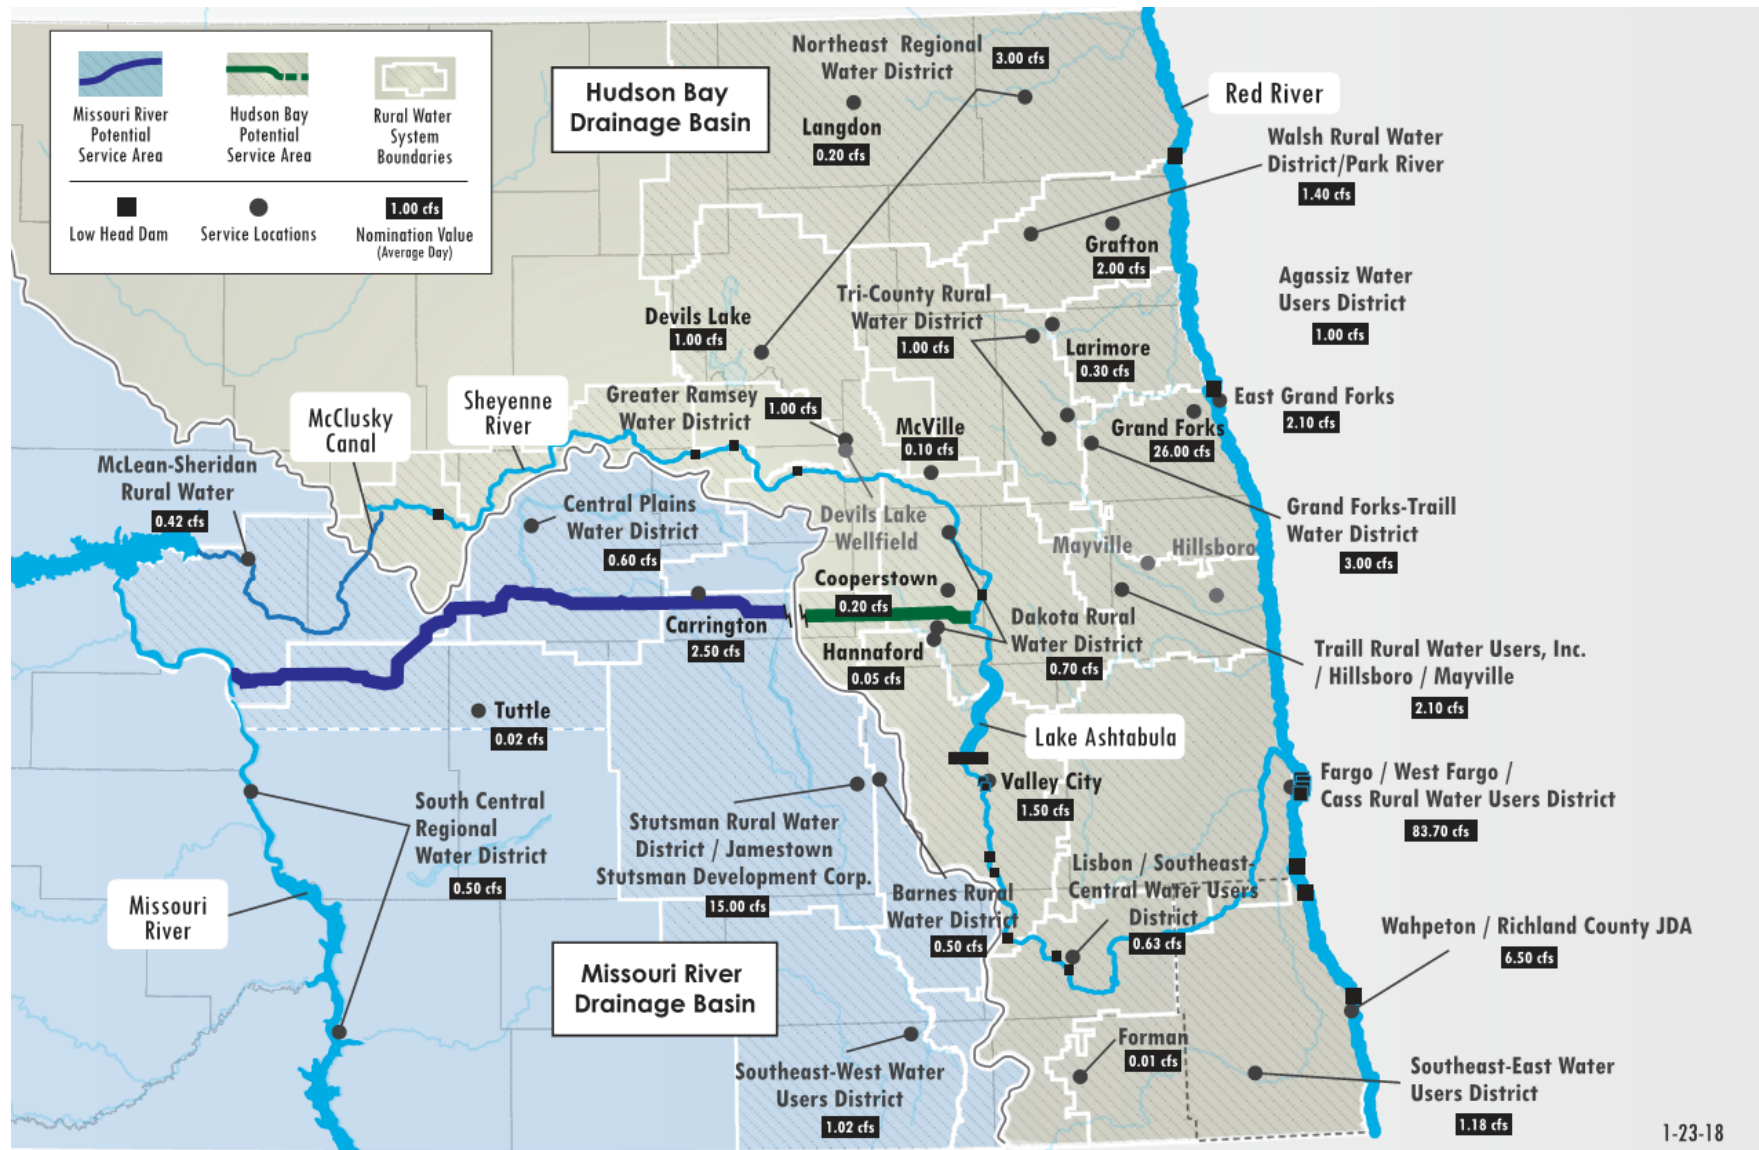 Missouri River
Potential
Service Area
Hudson Bay
Potential
Service Area
Rural Water
System
Boundaries
Low Head Dam
Service Locations
1.00 cfs
Nomination Value
(Average Day)
Hudson Bay
Drainage Basin
Northeast Regional
Water District
3.00 cfs
Langdon
0.20 cfs
Red River
Walsh Rural Water
District/Park River
1.40 cfs
Grafton
2.00 cfs
Agassiz Water
Users District
1.00 cfs
Tri-County Rural
Water District
1.00 cfs
Devils Lake
1.00 cfs
Larimore
0.30 cfs
East Grand Forks
2.10 cfs
Grand Forks
26.00 cfs
Greater Ramsey
Water District
1.00 cfs
McVille
0.10 cfs
Sheyenne
River
McClusky
Canal
McLean-Sheridan
Rural Water
0.42 cfs
Central Plains
Water District
0.60 cfs
Devils Lake
Wellfield
Mayville
Hillsboro
Grand Forks-Traill
Water District
3.00 cfs
Cooperstown
0.20 cfs
Carrington
2.50 cfs
Hannaford
0.05 cfs
Dakota Rural
Water District
0.70 cfs
Traill Rural Water Users, Inc.
/ Hillsboro / Mayville
2.10 cfs
Tuttle
0.02 cfs
Lake Ashtabula
Valley City
1.50 cfs
Fargo / West Fargo /
Cass Rural Water Users District
83.70 cfs
South Central
Regional
Water District
0.50 cfs
Stutsman Rural Water
District / Jamestown
Stutsman Development Corp.
15.00 cfs
Barnes Rural
Water District
0.50 cfs
Lisbon / Southeast-
Central Water Users
District
0.63 cfs
Missouri
River
Wahpeton / Richland County JDA
6.50 cfs
Missouri River
Drainage Basin
Southeast-West Water
Users District
1.02 cfs
Forman
0.01 cfs
Southeast-East Water
Users District
1.18 cfs
1-23-18